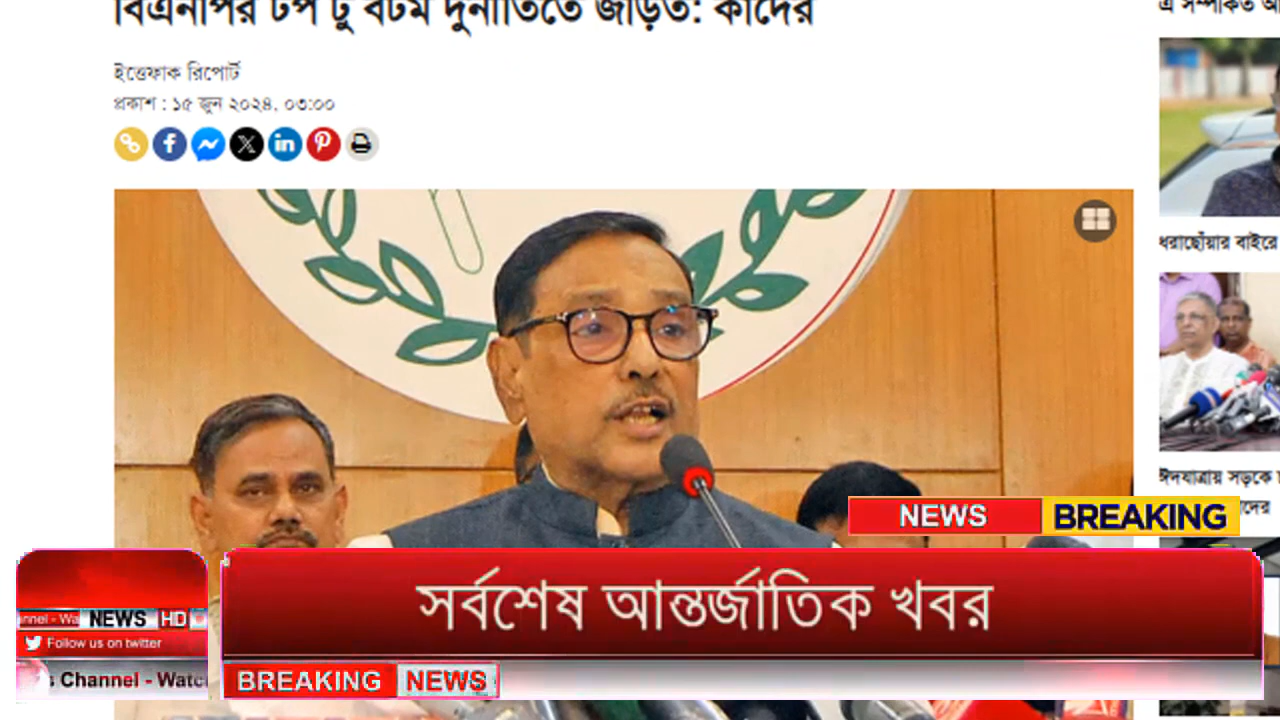 বিএনপির টপ টু বটম দুর্নীতিতে জড়িত: কাদের
ইত্তেফাক রিপোর্ট
প্রকাশ : ১৫ জুন ২০২৪, ০৩:০০
ধরাছোঁয়ার বাইরে
ঈদযাত্রায় সড়কে
NEWS BREAKING
সর্বশেষ আন্তর্জাতিক খবর
NEWS HD
Follow us on twitter
Channel - Watc
BREAKING NEWS